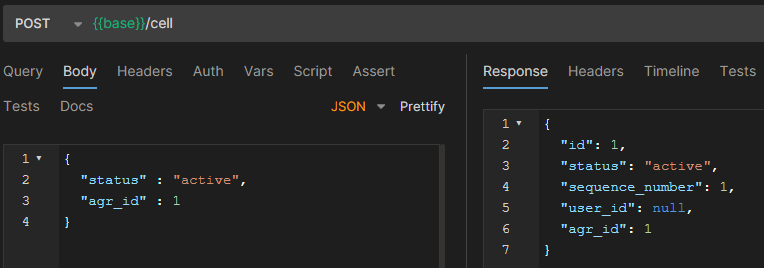 POST {{base}}/cell
Query Body Headers Auth Vars Script Assert
Tests Docs JSON Prettify
1 {
2 "status" : "active",
3 "agr_id" : 1
4 }
Response Headers Timeline Tests
1 {
2 "id": 1,
3 "status": "active",
4 "sequence_number": 1,
5 "user_id": null,
6 "agr_id": 1
7 }